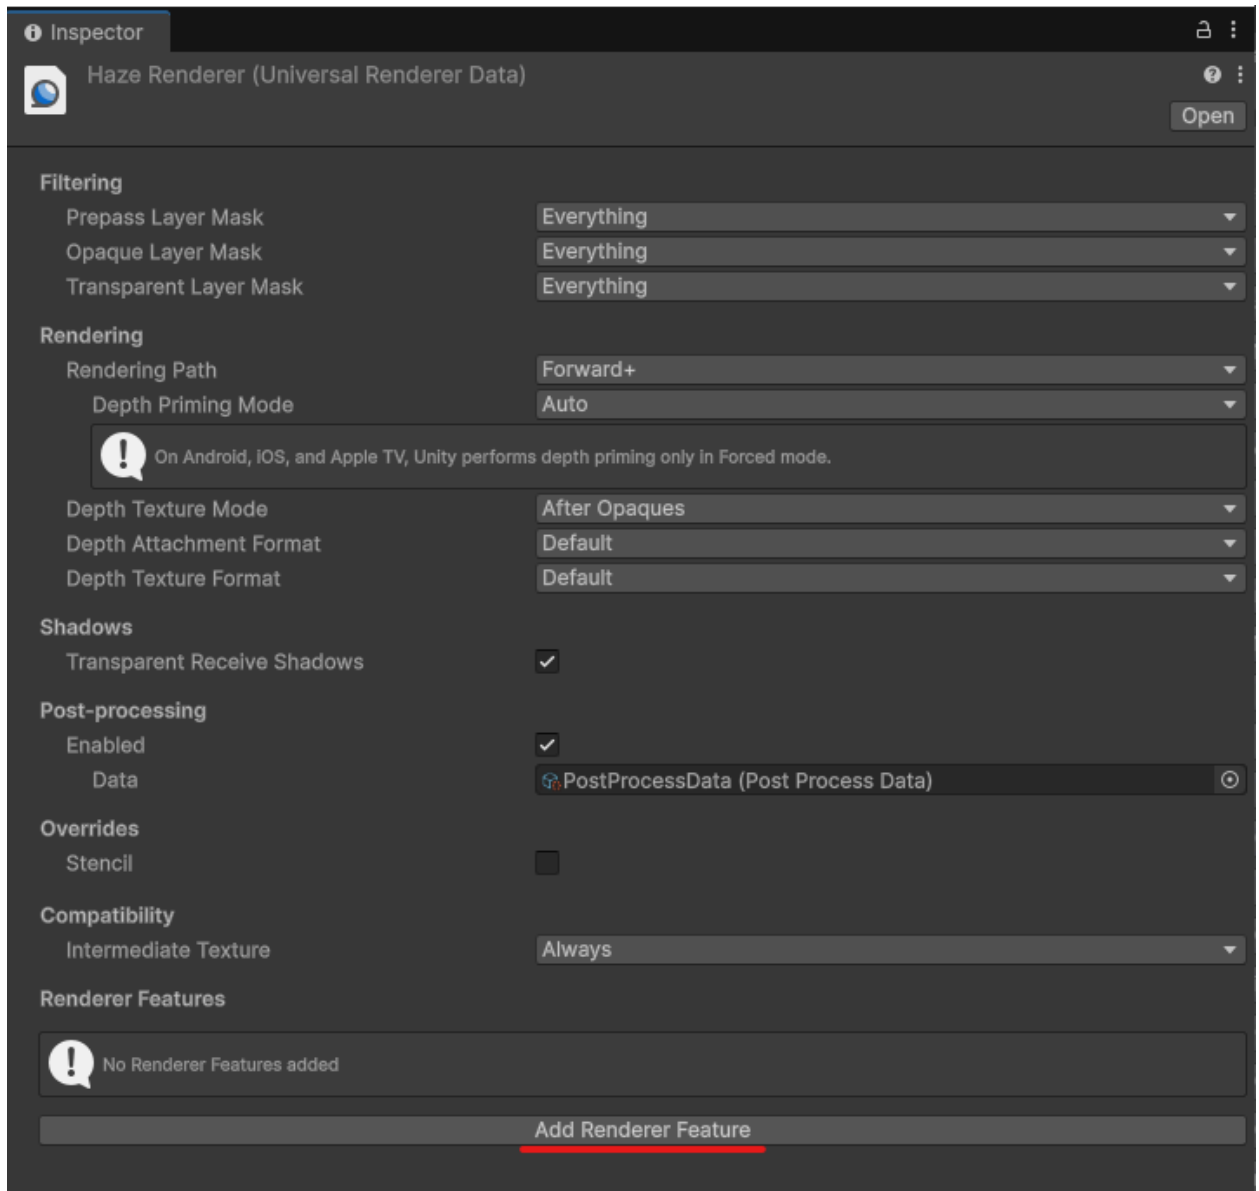 Inspector
Haze Renderer (Universal Renderer Data)
Open
Filtering
Prepass Layer Mask Everything
Opaque Layer Mask Everything
Transparent Layer Mask Everything
Rendering
Rendering Path Forward+
Depth Priming Mode Auto
On Android, iOS, and Apple TV, Unity performs depth priming only in Forced mode.
Depth Texture Mode After Opaques
Depth Attachment Format Default
Depth Texture Format Default
Shadows
Transparent Receive Shadows
Post-processing
Enabled
Data PostProcessData (Post Process Data)
Overrides
Stencil
Compatibility
Intermediate Texture Always
Renderer Features
No Renderer Features added
Add Renderer Feature